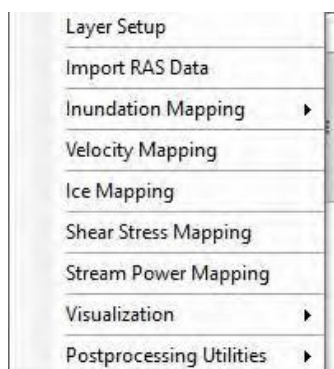 Layer Setup
Import RAS Data
Inundation Mapping
Velocity Mapping
Ice Mapping
Shear Stress Mapping
Stream Power Mapping
Visualization
Postprocessing Utilities